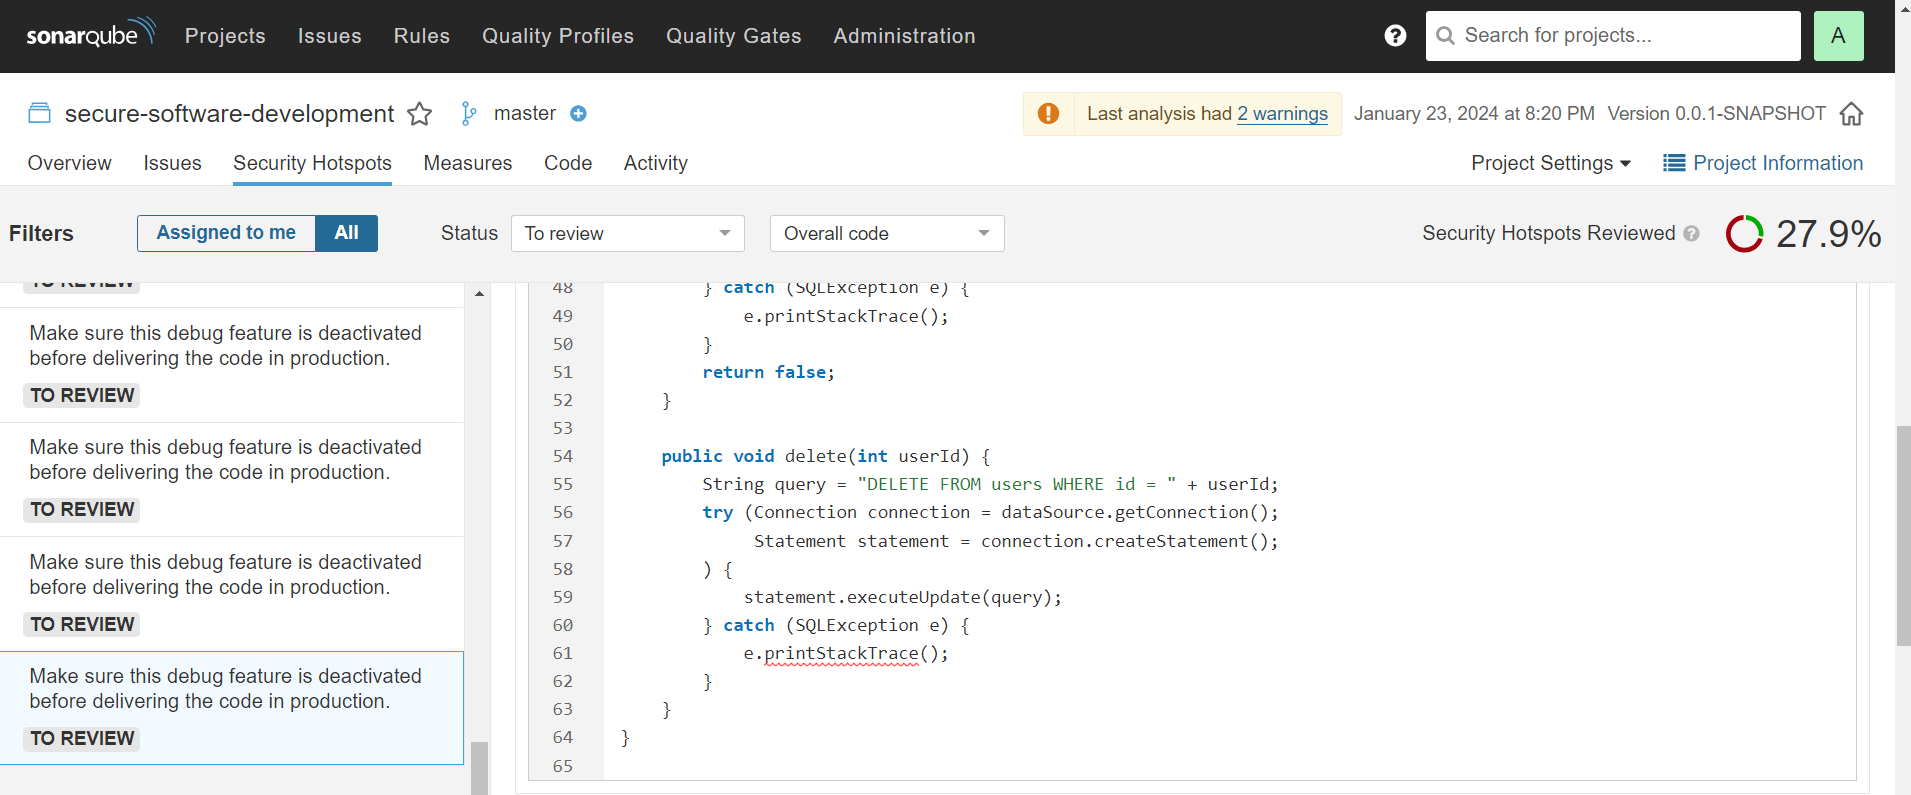 sonarqube Projects Issues Rules Quality Profiles Quality Gates Administration ? Search for projects... A
secure-software-development master Last analysis had 2 warnings January 23, 2024 at 8:20 PM Version 0.0.1-SNAPSHOT
Overview Issues Security Hotspots Measures Code Activity Project Settings Project Information
Filters Assigned to me All Status To review Overall code Security Hotspots Reviewed ? 27.9%
TO REVIEW
Make sure this debug feature is deactivated
before delivering the code in production.
TO REVIEW
Make sure this debug feature is deactivated
before delivering the code in production.
TO REVIEW
Make sure this debug feature is deactivated
before delivering the code in production.
TO REVIEW
Make sure this debug feature is deactivated
before delivering the code in production.
TO REVIEW
48 } catch (SQLException e) {
49 e.printStackTrace();
50 }
51 return false;
52 }
53
54 public void delete(int userId) {
55 String query = "DELETE FROM users WHERE id = " + userId;
56 try (Connection connection = dataSource.getConnection();
57 Statement statement = connection.createStatement();
58 ) {
59 statement.executeUpdate(query);
60 } catch (SQLException e) {
61 e.printStackTrace();
62 }
63 }
64 }
65